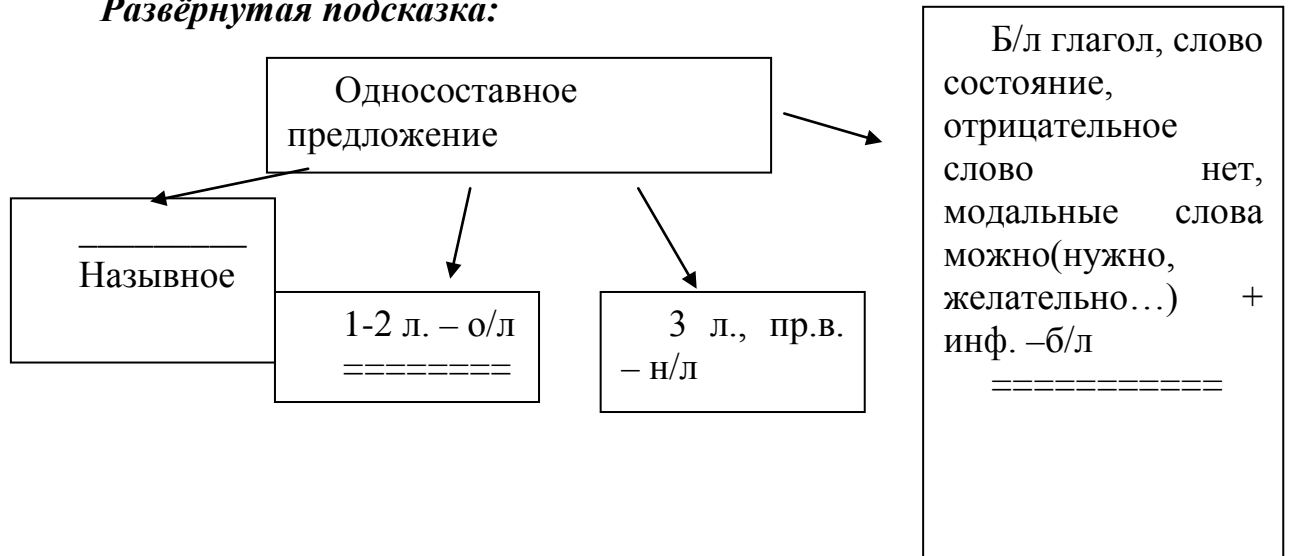 Развёрнутая подсказка:
Односоставное
предложение
_________
Назывное
1-2 л. – о/л
========
3 л., пр.в.
– н/л
Б/л глагол, слово
состояние,
отрицательное
слово нет,
модальные слова
можно(нужно,
желательно…) +
инф. –б/л
===========